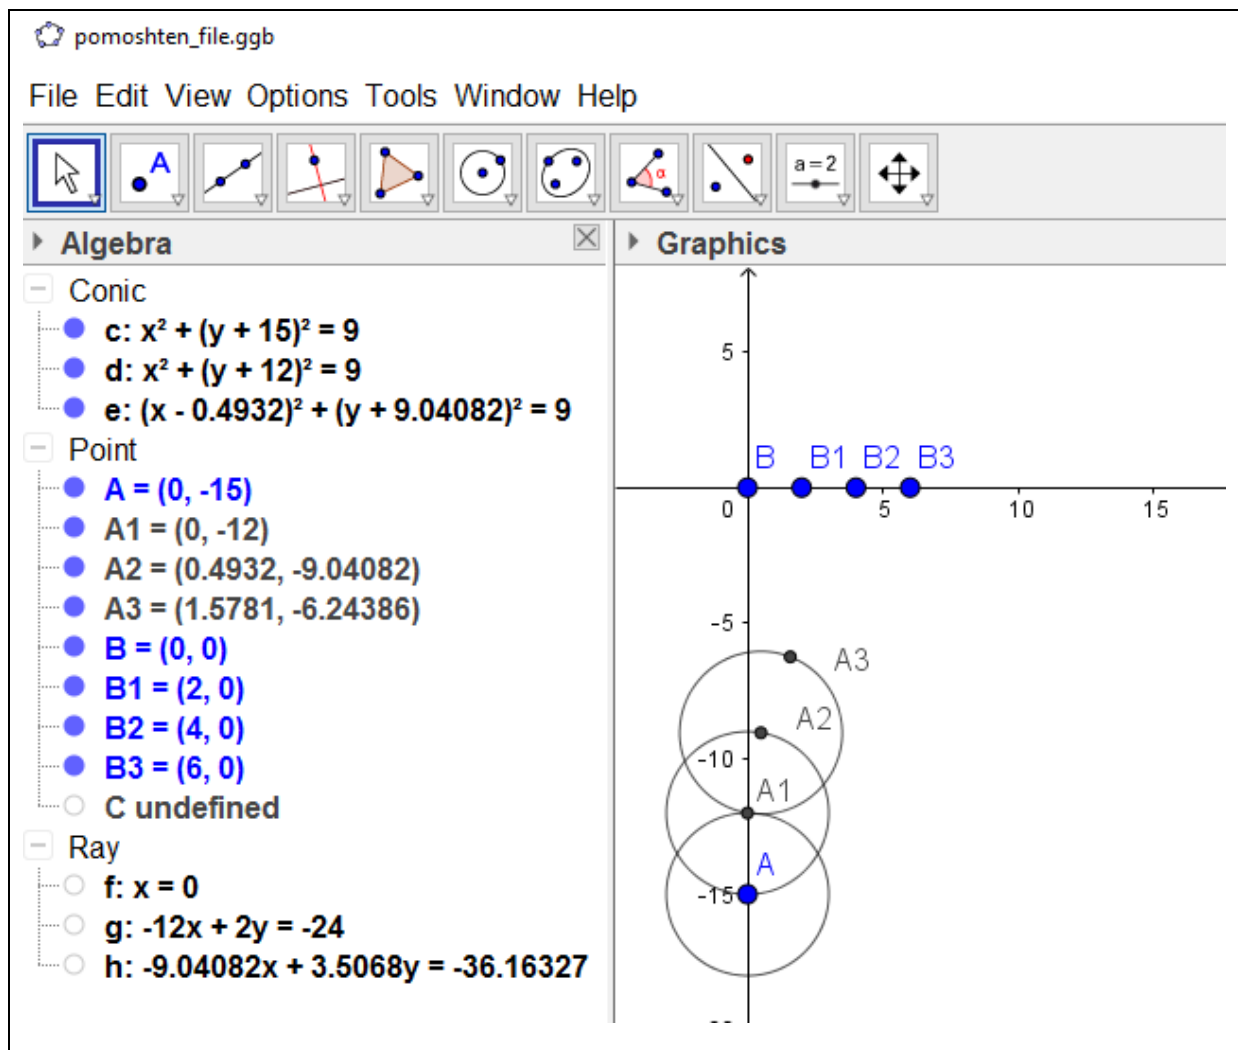 pomoshten_file.ggb
File Edit View Options Tools Window Help
A
α
a = 2
Algebra
Graphics
Conic
c: x² + (y + 15)² = 9
d: x² + (y + 12)² = 9
e: (x - 0.4932)² + (y + 9.04082)² = 9
Point
A = (0, -15)
A1 = (0, -12)
A2 = (0.4932, -9.04082)
A3 = (1.5781, -6.24386)
B = (0, 0)
B1 = (2, 0)
B2 = (4, 0)
B3 = (6, 0)
C undefined
Ray
f: x = 0
g: -12x + 2y = -24
h: -9.04082x + 3.5068y = -36.16327
5
B B1 B2 B3
0 5 10 15
-5
A3
A2
-10
A1
A
-15